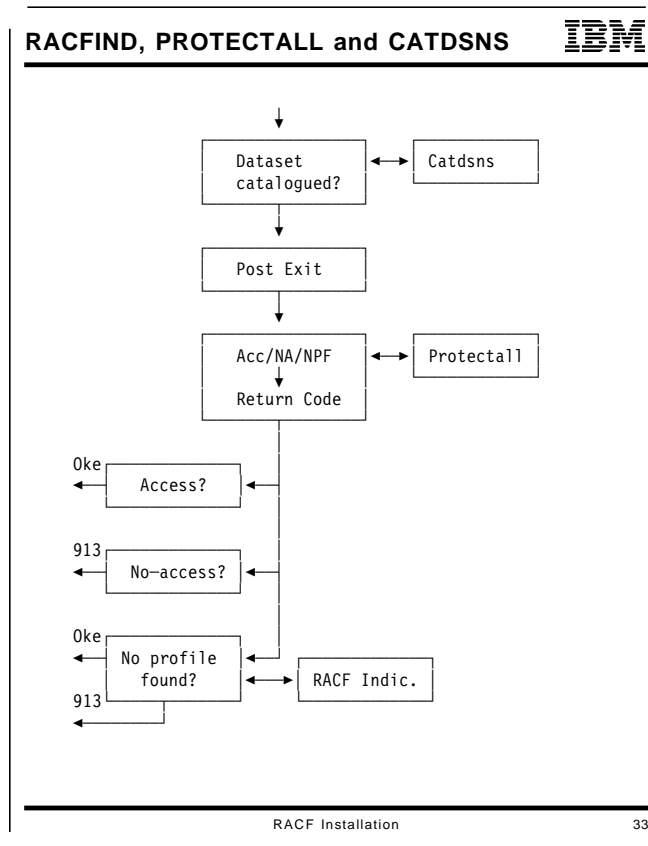 RACFIND, PROTECTALL and CATDSNS
IBM
Dataset
catalogued?
Catdsns
Post Exit
Acc/NA/NPF
Protectall
Return Code
Oke
Access?
913
No-access?
Oke
No profile
found?
RACF Indic.
913
RACF Installation
33